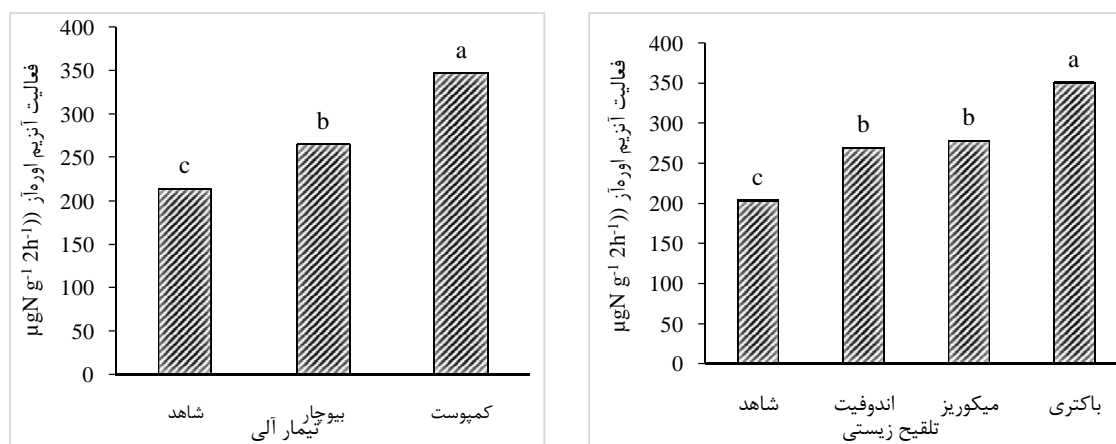 فعالیت آنزیم اوره‌آز ((
µgN g-1 2h-1)
400
350
300
250
200
150
100
50
0
a
b
c
شاهد
بیوچار
کمپوست
تیمار آلی
فعالیت آنزیم اوره‌آز ((
µgN g-1 2h-1)
400
350
300
250
200
150
100
50
0
a
b
b
c
شاهد
اندوفیت
میکوریز
باکتری
تلقیح زیستی